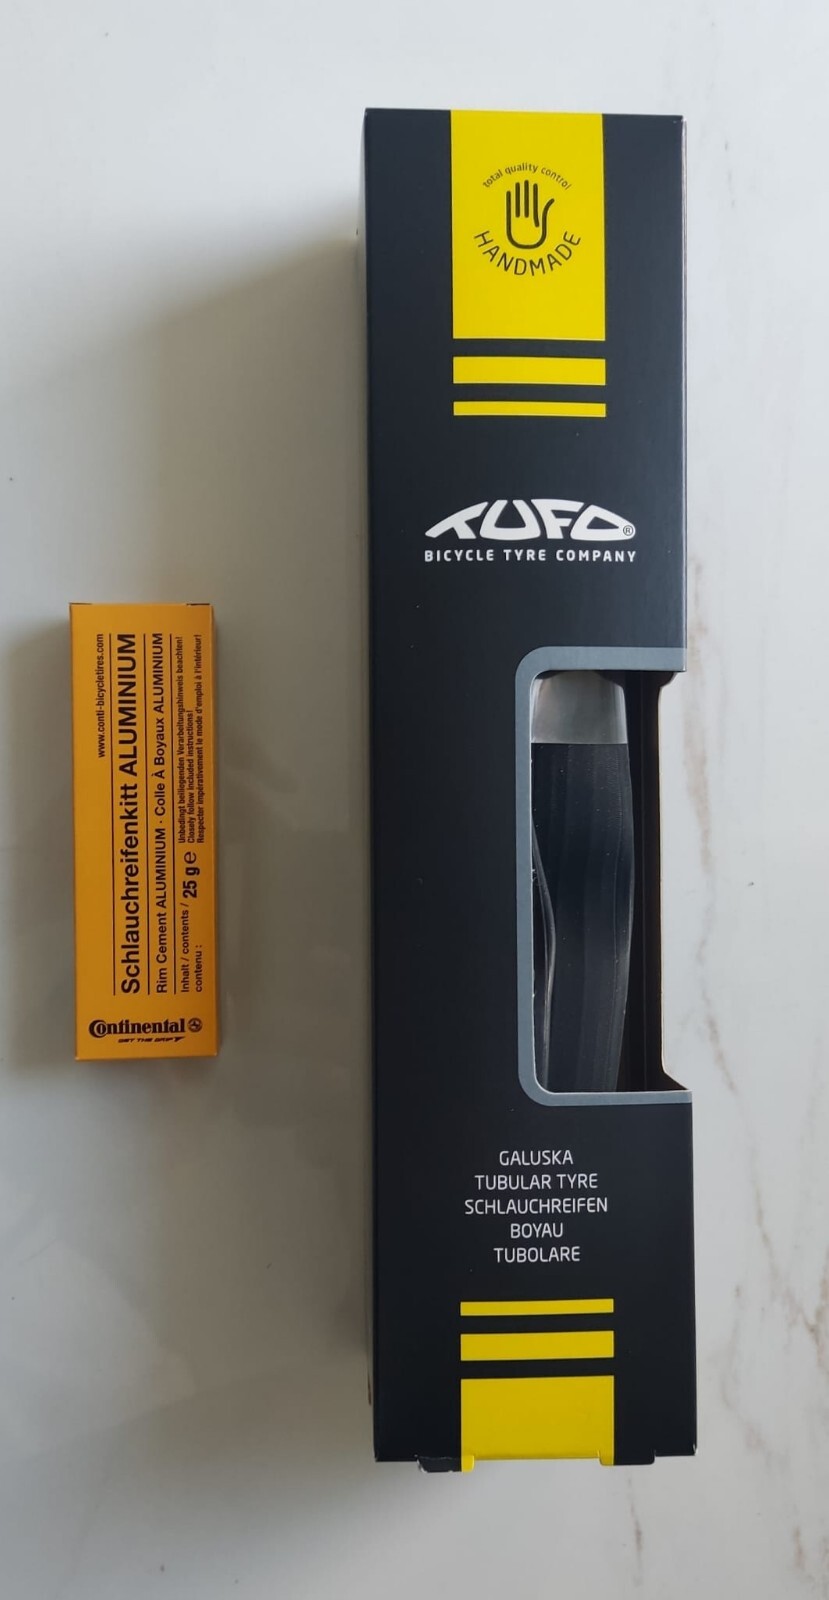 www.conti-bicycletires.com
Schlauchreifenkitt ALUMINIUM
Rim Cement ALUMINIUM · Colle À Boyaux ALUMINIUM
Inhalt / contents /
contenu :
25 g e
Unbedingt beiliegenden Verarbeitungshinweis beachten!
Closely follow included instructions!
Respecter impérativement le mode d'emploi à l'intérieur!
Continental
GET THE GRIP
total quality control
HANDMADE
TUFO®
BICYCLE TYRE COMPANY
GALUSKA
TUBULAR TYRE
SCHLAUCHREIFEN
BOYAU
TUBOLARE